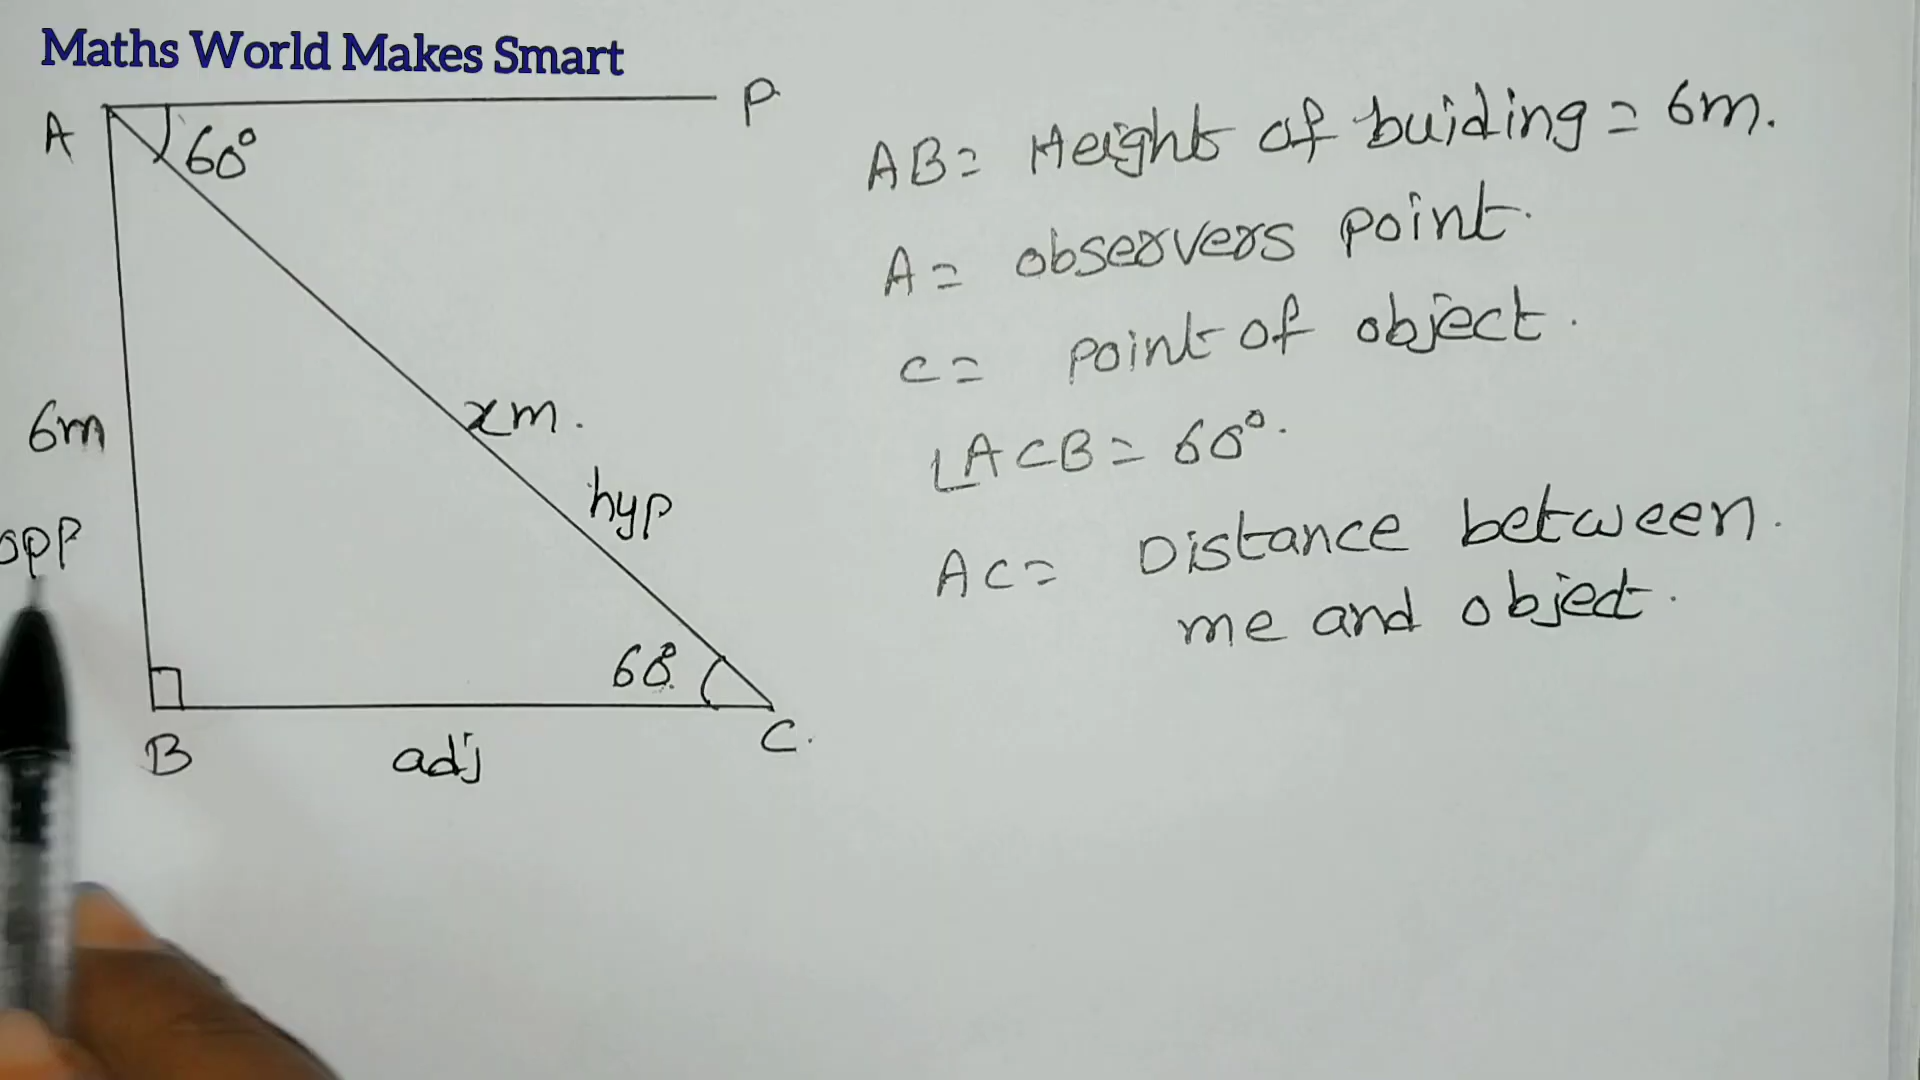 Maths World Makes Smart
A
P
60°
6m
opp
xm.
hyp
60°
B
adj
C.
AB= Height of buiding = 6m.
A= observers point.
C= point of object.
∠ACB= 60°.
AC= Distance between.
me and object.